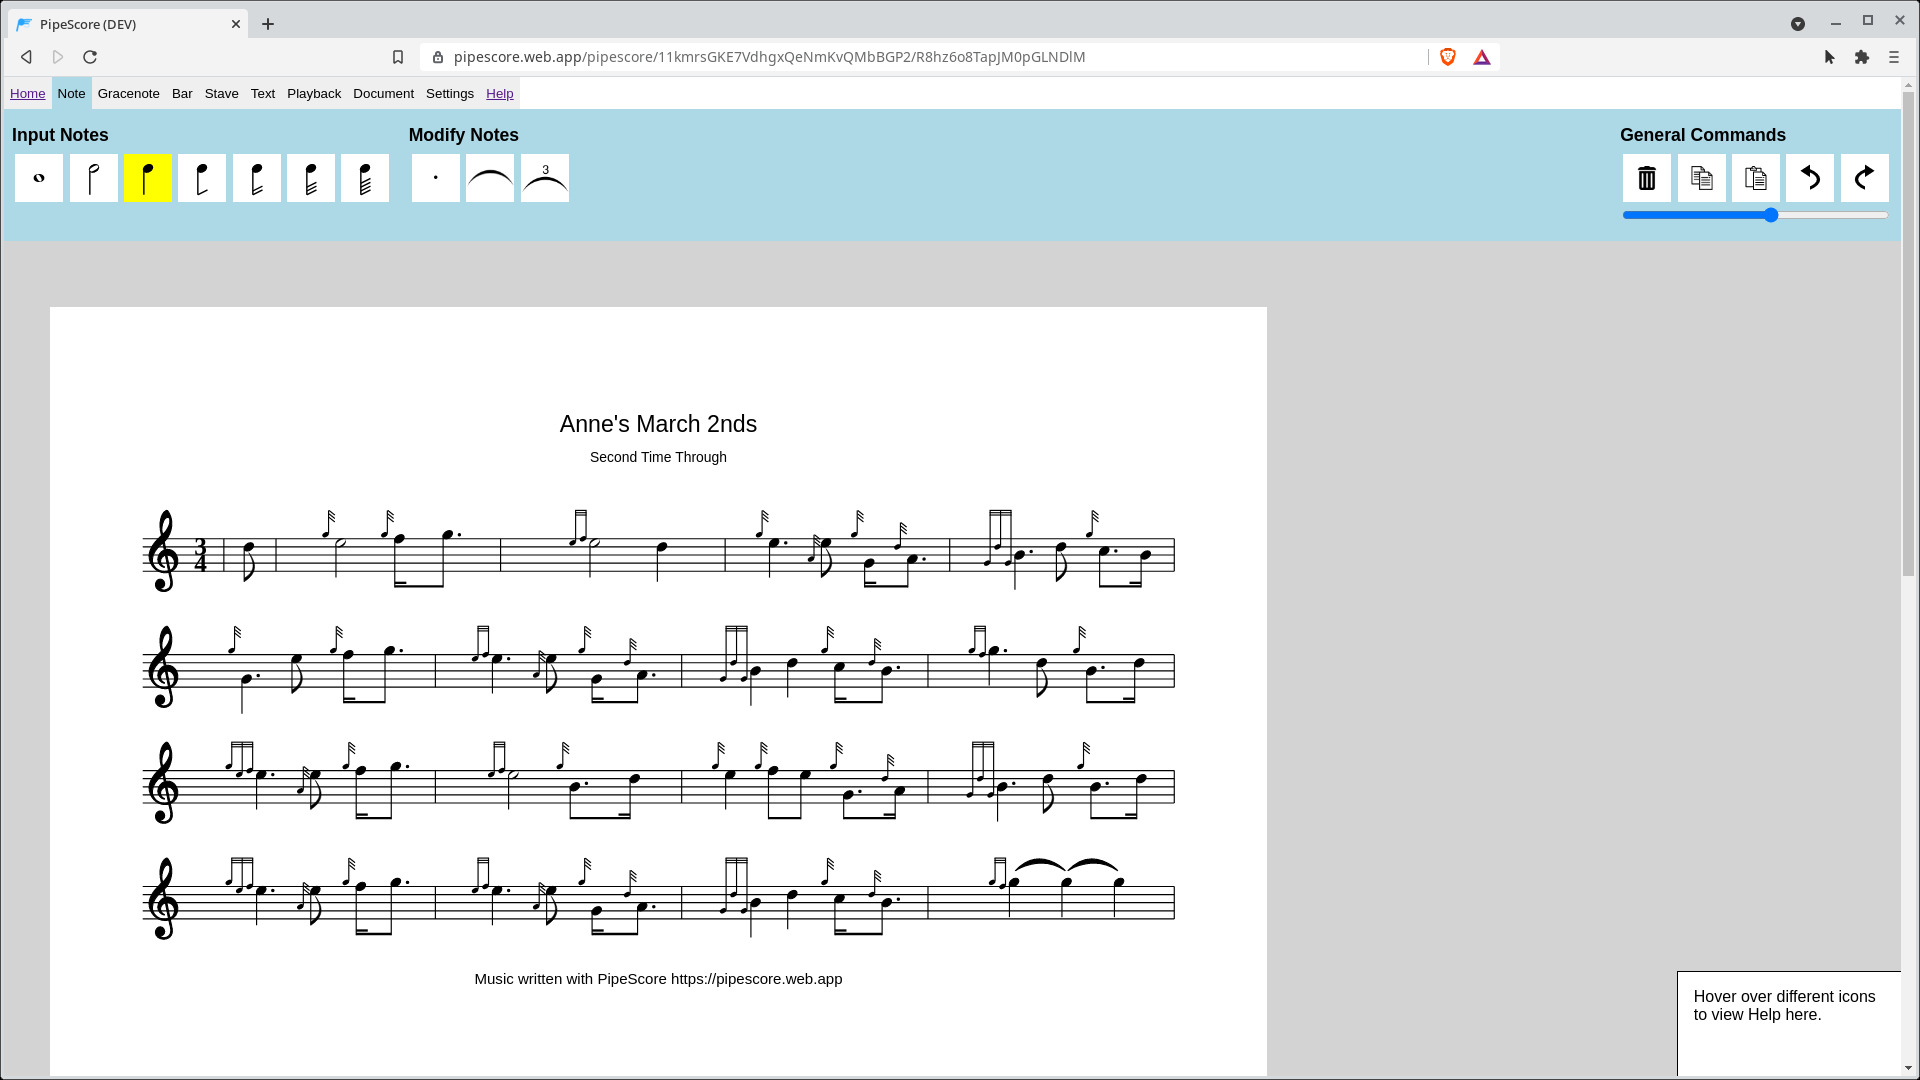 PipeScore (DEV)
pipescore.web.app/pipescore/11kmrsGKE7VdhgxQeNmKvQMbBGP2/R8hz6o8TapJM0pGLNDlM
Home Note Gracenote Bar Stave Text Playback Document Settings Help
Input Notes Modify Notes General Commands
3
Anne's March 2nds
Second Time Through
3
4
Music written with PipeScore https://pipescore.web.app
Hover over different icons
to view Help here.